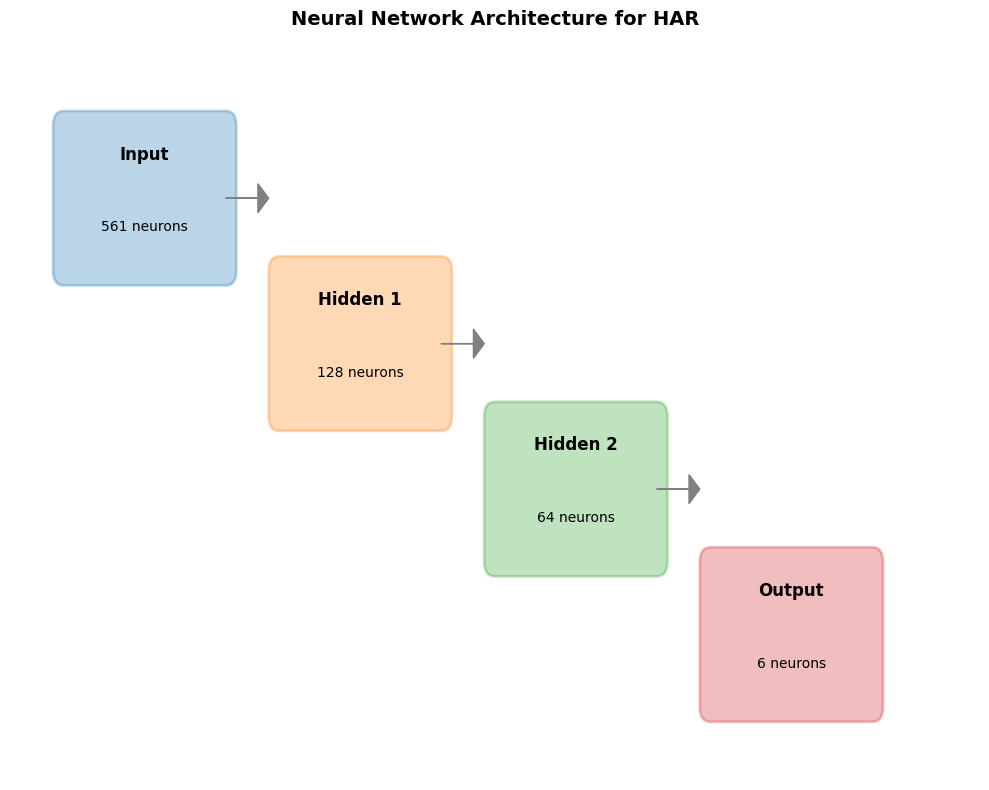 Neural Network Architecture for HAR
Input
561 neurons
Hidden 1
128 neurons
Hidden 2
64 neurons
Output
6 neurons